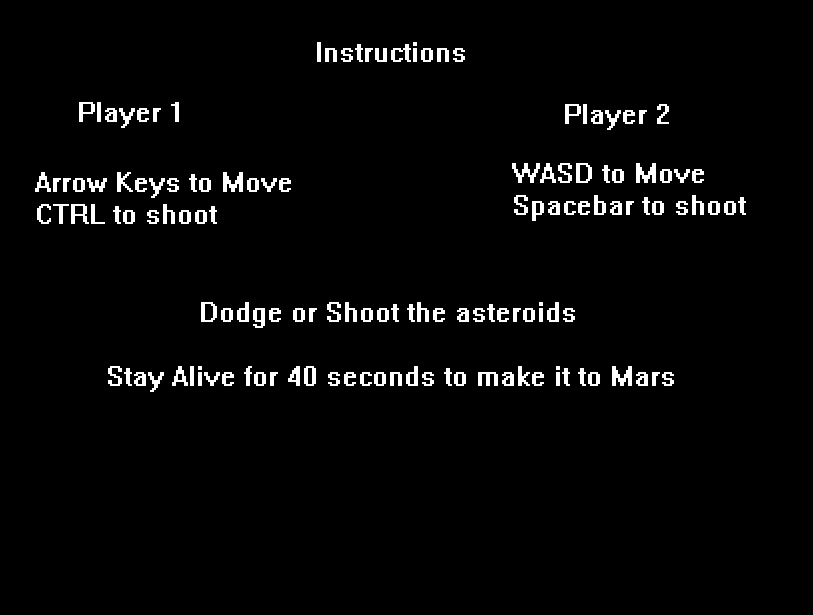 Instructions
Player 1
Player 2
Arrow Keys to Move
CTRL to shoot
WASD to Move
Spacebar to shoot
Dodge or Shoot the asteroids
Stay Alive for 40 seconds to make it to Mars